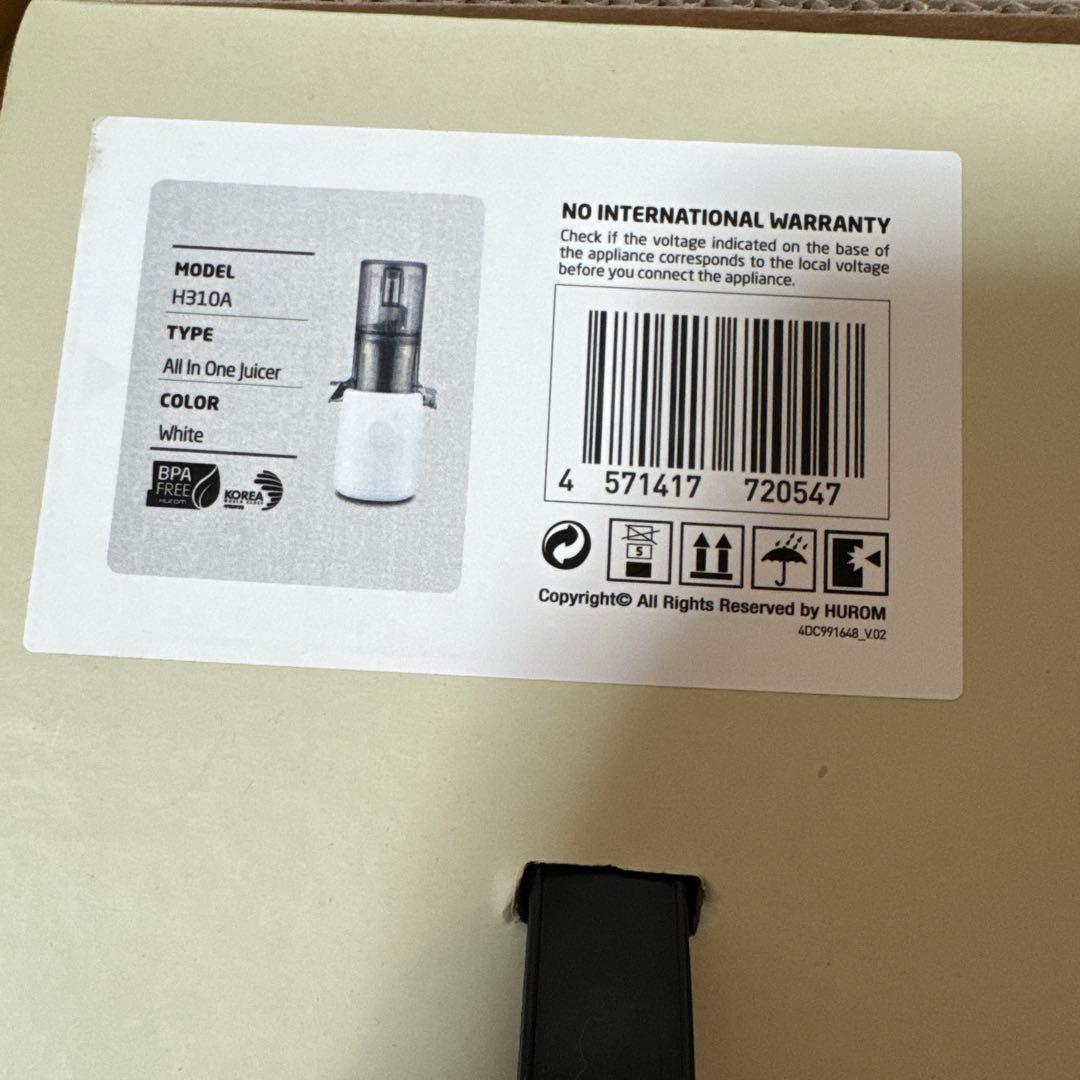 MODEL
H310A
TYPE
All In One Juicer
COLOR
White
BPA
FREE
Hurom
KOREA
NO INTERNATIONAL WARRANTY
Check if the voltage indicated on the base of
the appliance corresponds to the local voltage
before you connect the appliance.
4 571417 720547
5
Copyright© All Rights Reserved by HUROM
4DC991648_V.02